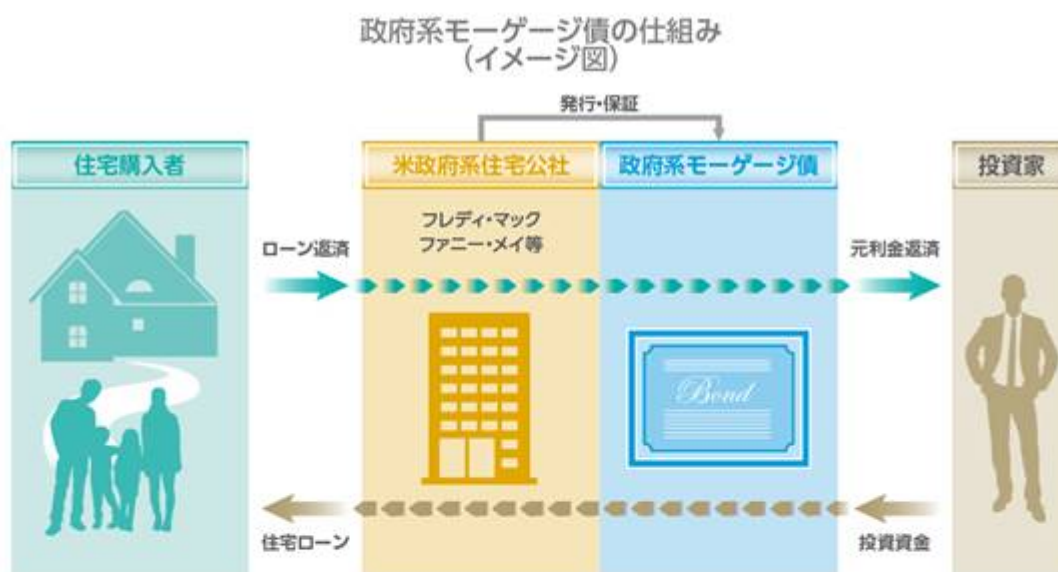 政府系モーゲージ債の仕組み
(イメージ図)
発行・保証
住宅購入者
米政府系住宅公社
政府系モーゲージ債
投資家
フレディ・マック
ファニー・メイ等
ローン返済
元利金返済
Bond
住宅ローン
投資資金